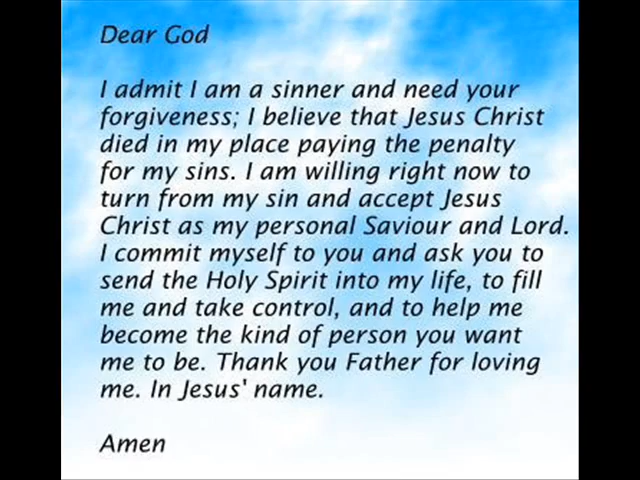 Dear God
I admit I am a sinner and need your
forgiveness; I believe that Jesus Christ
died in my place paying the penalty
for my sins. I am willing right now to
turn from my sin and accept Jesus
Christ as my personal Saviour and Lord.
I commit myself to you and ask you to
send the Holy Spirit into my life, to fill
me and take control, and to help me
become the kind of person you want
me to be. Thank you Father for loving
me. In Jesus' name.
Amen